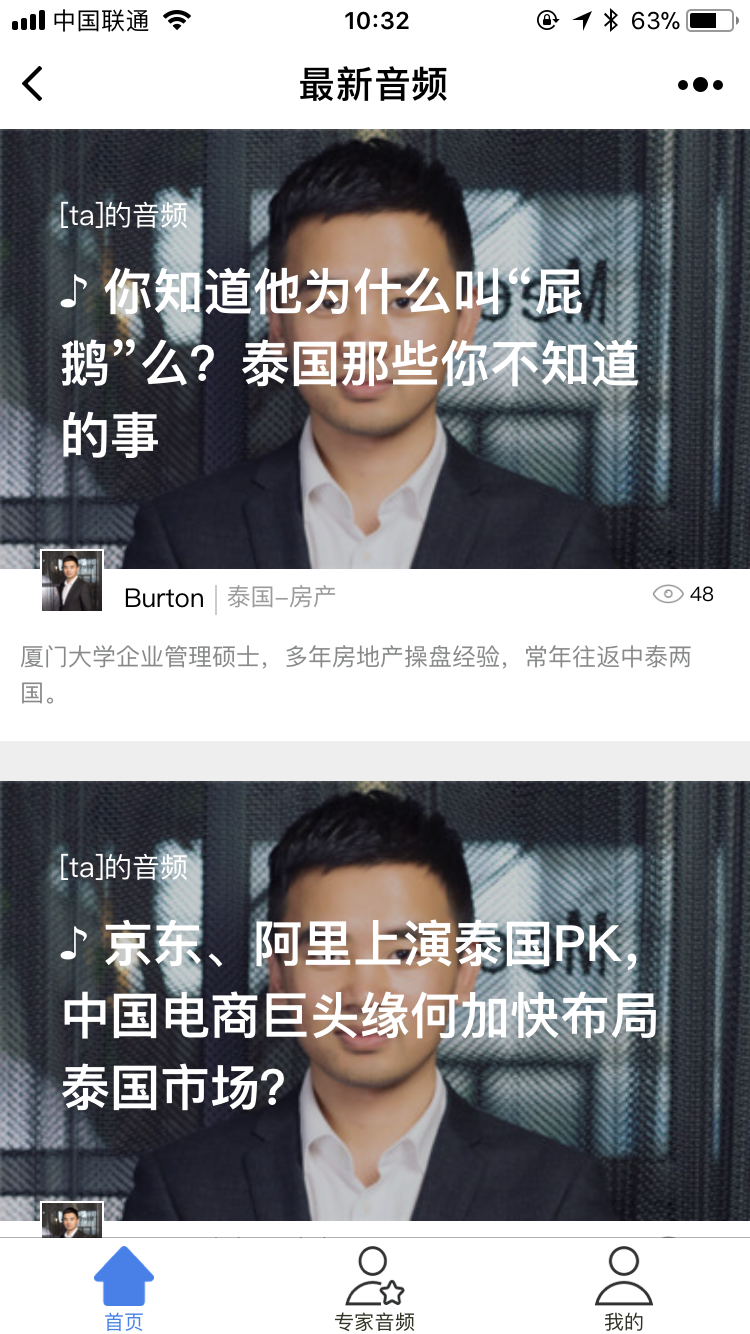 中国联通
10:32
63%
最新音频
[ta]的音频
♪ 你知道他为什么叫“屁
鹅”么？泰国那些你不知道
的事
Burton
泰国–房产
48
厦门大学企业管理硕士，多年房地产操盘经验，常年往返中泰两
国。
[ta]的音频
♪ 京东、阿里上演泰国PK，
中国电商巨头缘何加快布局
泰国市场？
首页
专家音频
我的